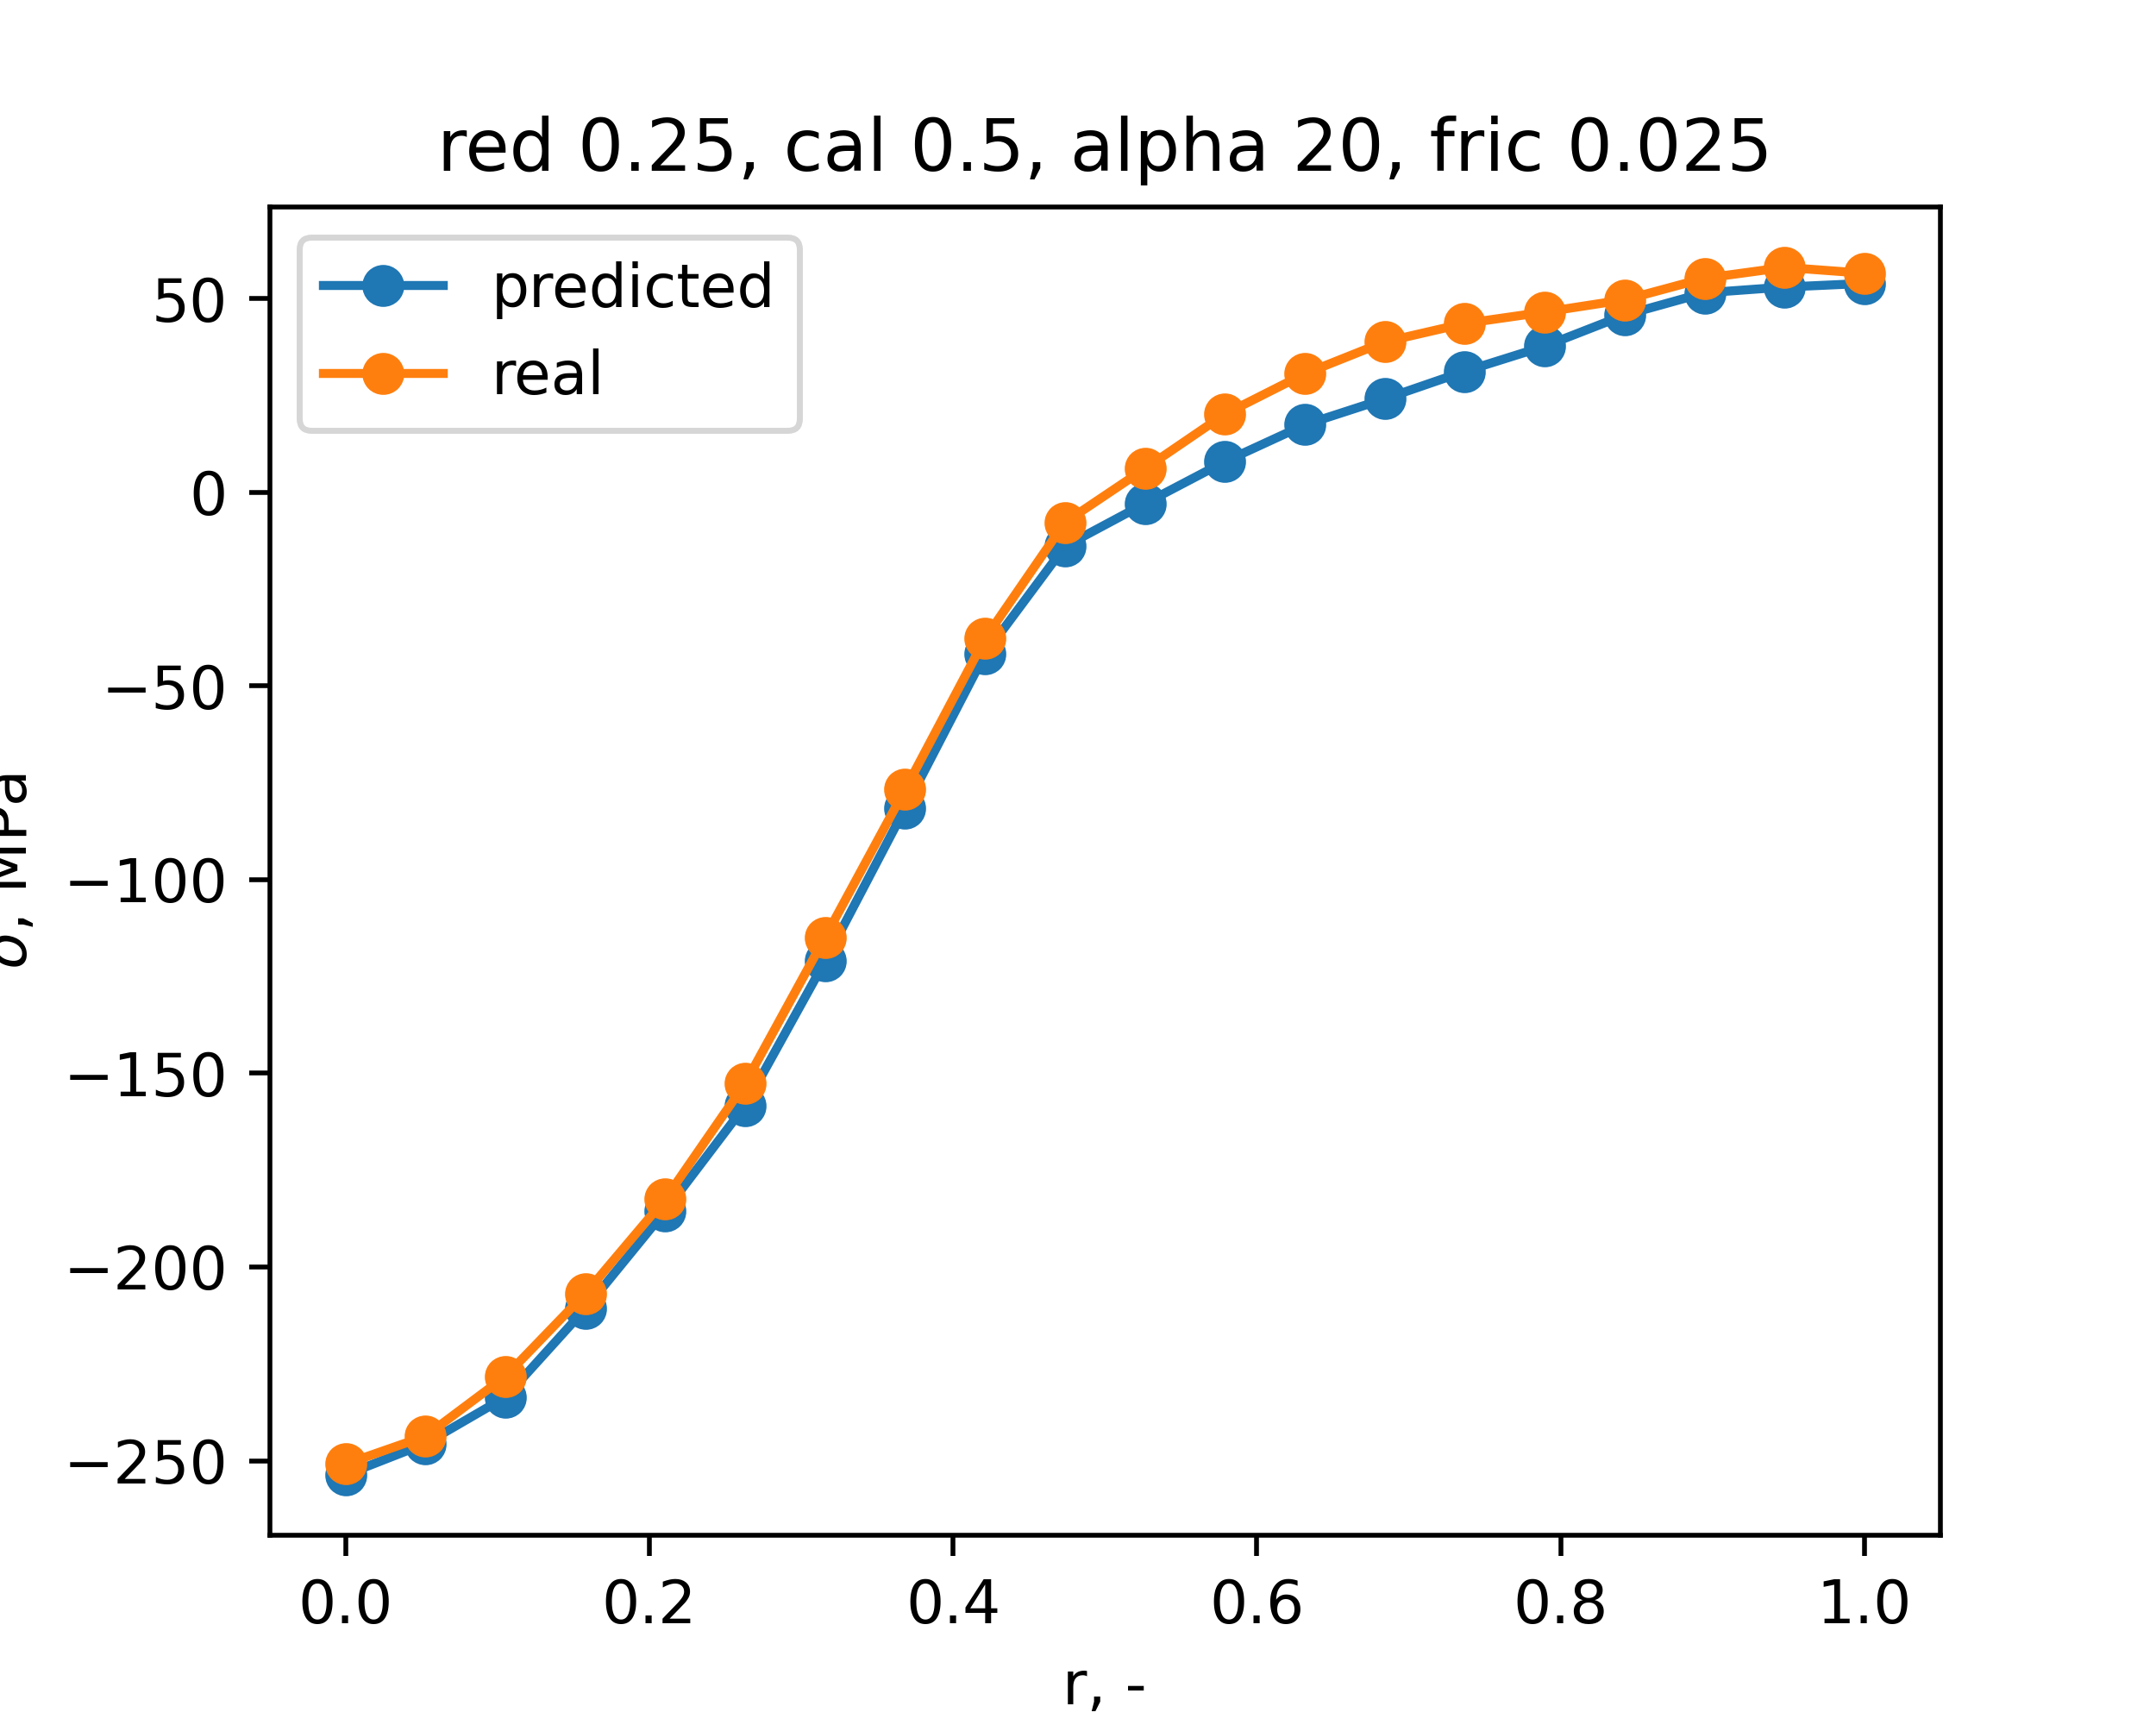 red 0.25, cal 0.5, alpha 20, fric 0.025
predicted
real
50
0
−50
−100
−150
−200
−250
σ, MPa
0.0 0.2 0.4 0.6 0.8 1.0
r, -